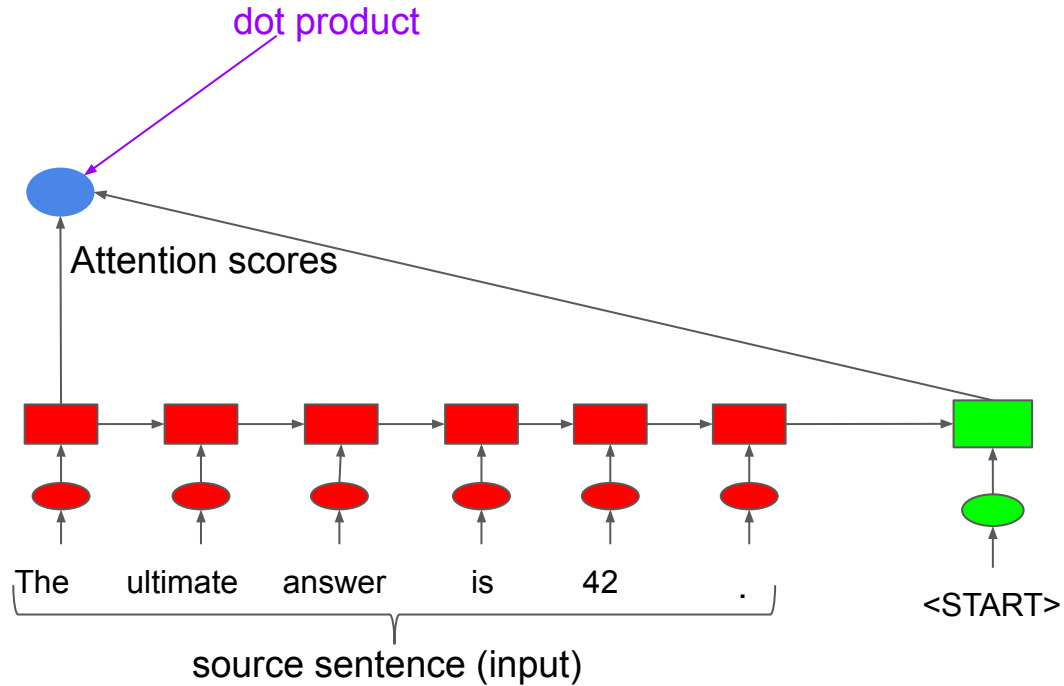 dot product
Attention scores
The ultimate answer is 42 .
<START>
source sentence (input)